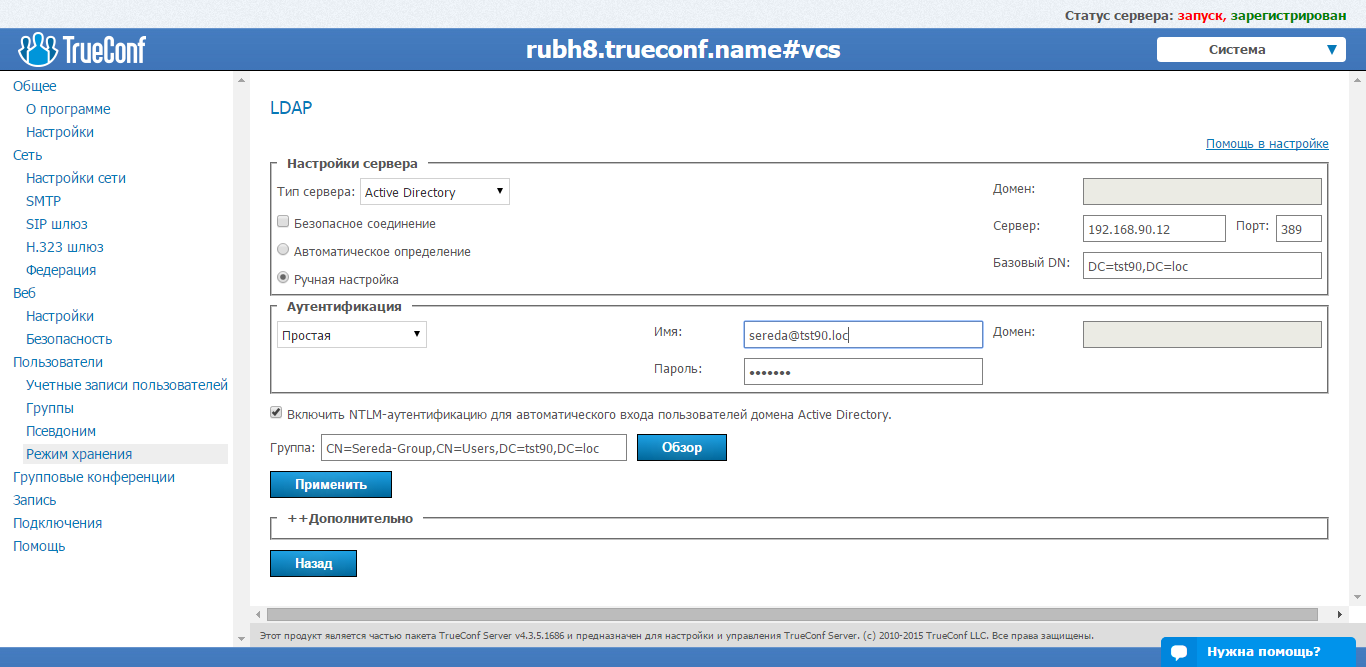 Статус сервера: запуск, зарегистрирован
TrueConf
rubh8.trueconf.name#vcs
Система
Общее
О программе
Настройки
Сеть
Настройки сети
SMTP
SIP шлюз
H.323 шлюз
Федерация
Веб
Настройки
Безопасность
Пользователи
Учетные записи пользователей
Группы
Псевдоним
Режим хранения
Групповые конференции
Запись
Подключения
Помощь
LDAP
Помощь в настройке
Настройки сервера
Тип сервера: Active Directory
Домен:
Безопасное соединение
Сервер: 192.168.90.12 Порт: 389
Автоматическое определение
Базовый DN: DC=tst90,DC=loc
Ручная настройка
Аутентификация
Простая
Имя: sereda@tst90.loc
Домен:
Пароль: •••••••
Включить NTLM-аутентификацию для автоматического входа пользователей домена Active Directory.
Группа: CN=Sereda-Group,CN=Users,DC=tst90,DC=loc
Обзор
Применить
++Дополнительно
Назад
Этот продукт является частью пакета TrueConf Server v4.3.5.1686 и предназначен для настройки и управления TrueConf Server. (c) 2010-2015 TrueConf LLC. Все права защищены.
Нужна помощь?